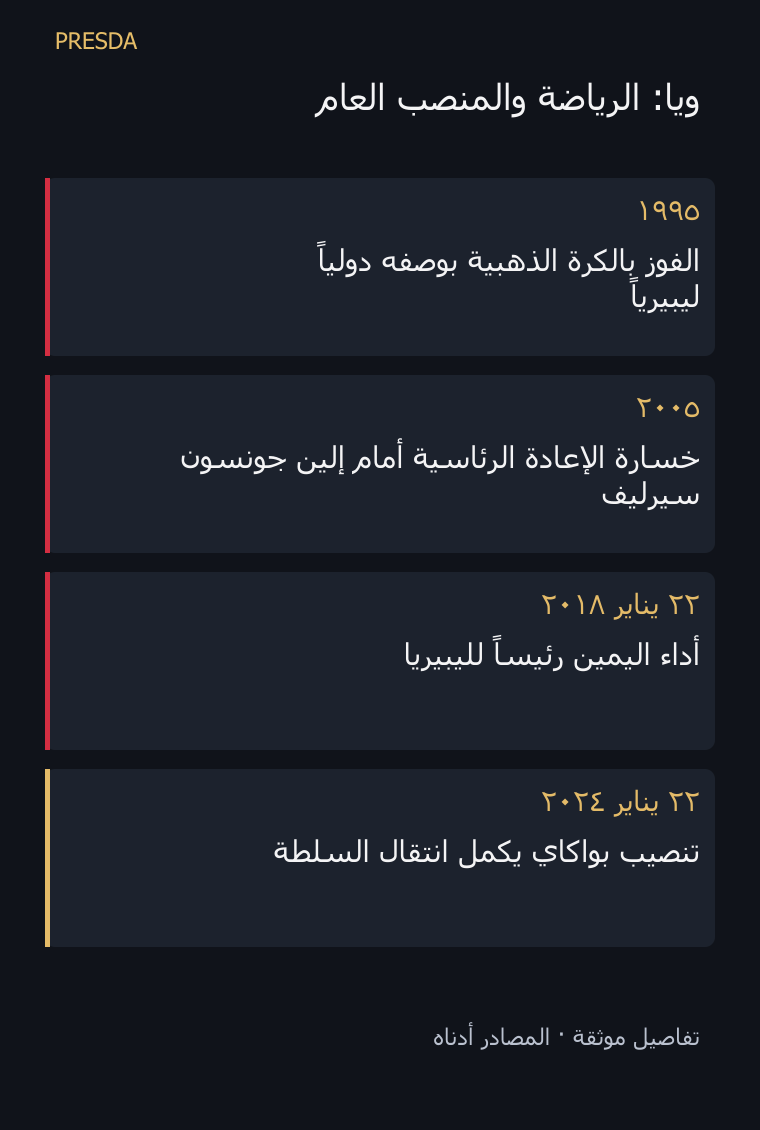 PRESDA
ويا: الرياضة والمنصب العام
١٩٩٥
الفوز بالكرة الذهبية بوصفه دولياً
ليبيرياً
٢٠٠٥
خسارة الإعادة الرئاسية أمام إلين جونسون
سيرليف
٢٢ يناير ٢٠١٨
أداء اليمين رئيساً لليبيريا
٢٢ يناير ٢٠٢٤
تنصيب بواكاي يكمل انتقال السلطة
تفاصيل موثقة · المصادر أدناه